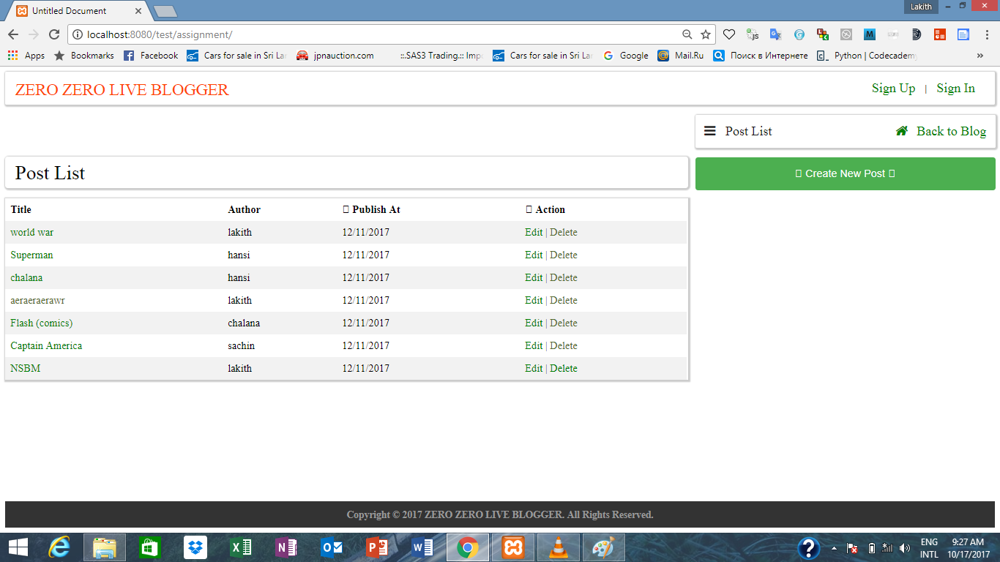 Untitled Document
Lakith
localhost:8080/test/assignment/
Apps Bookmarks Facebook Cars for sale in Sri La jpnauction.com ::.SAS3 Trading.:: Imp Cars for sale in Sri La Google Mail.Ru Поиск в Интернете Python | Codecademy
ZERO ZERO LIVE BLOGGER Sign Up | Sign In
Post List Back to Blog
Post List
Create New Post
Title Author Publish At Action
world war lakith 12/11/2017 Edit | Delete
Superman hansi 12/11/2017 Edit | Delete
chalana hansi 12/11/2017 Edit | Delete
aeraeraerawr lakith 12/11/2017 Edit | Delete
Flash (comics) chalana 12/11/2017 Edit | Delete
Captain America sachin 12/11/2017 Edit | Delete
NSBM lakith 12/11/2017 Edit | Delete
Copyright © 2017 ZERO ZERO LIVE BLOGGER. All Rights Reserved.
ENG 9:27 AM
INTL 10/17/2017